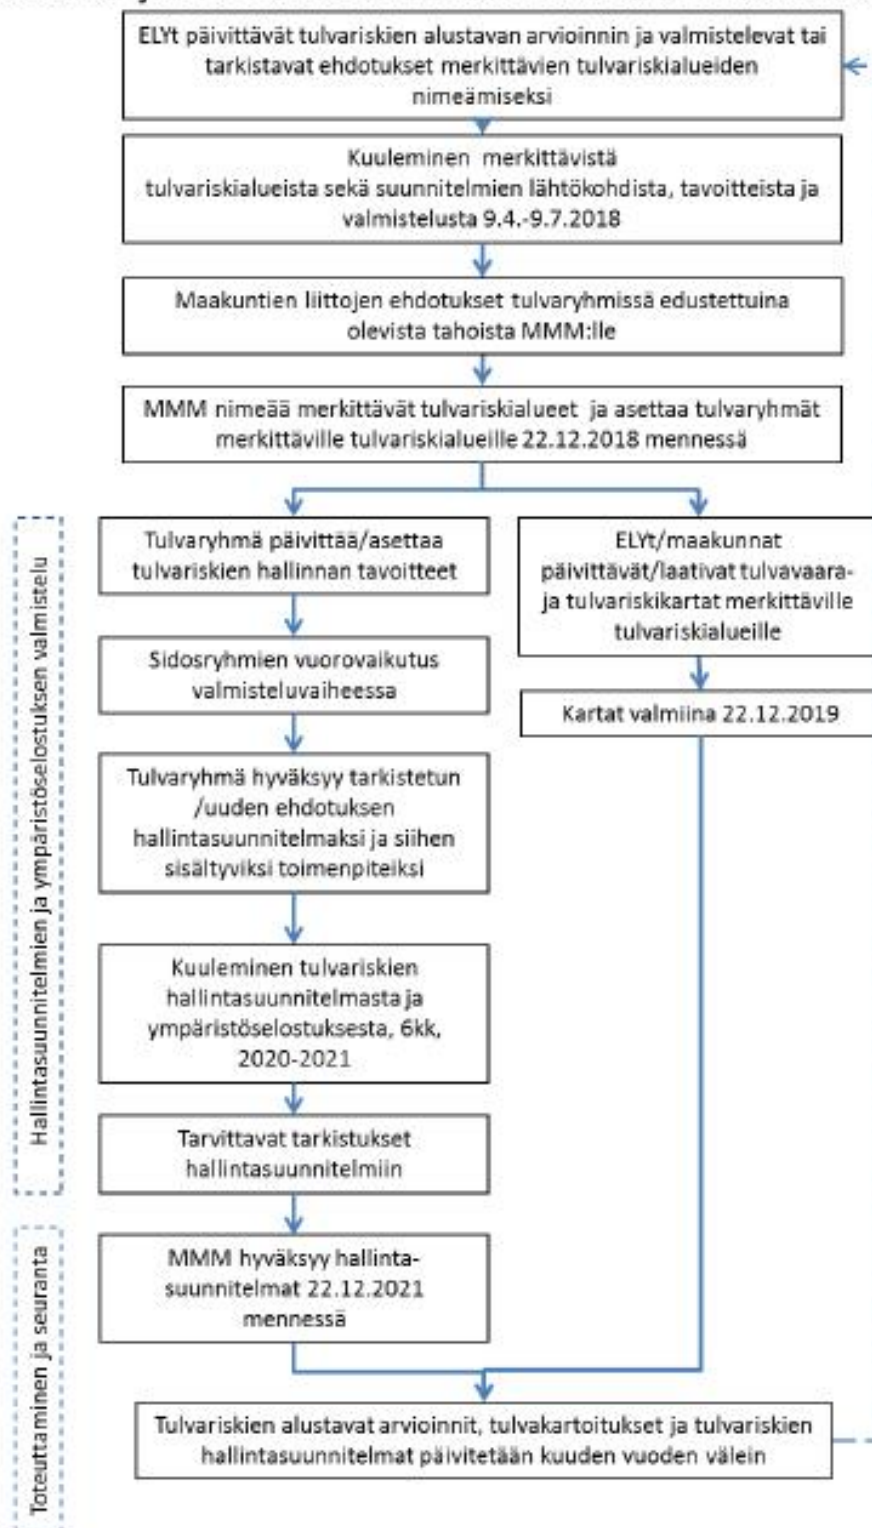 ELYt päivittävät tulvariskien alustavan arvioinnin ja valmistelevat tai
tarkistavat ehdotukset merkittävien tulvariskialueiden
nimeämiseksi
Kuuleminen merkittävistä
tulvariskialueista sekä suunnitelmien lähtökohdista, tavoitteista ja
valmistelusta 9.4.-9.7.2018
Maakuntien liittojen ehdotukset tulvaryhmissä edustettuina
olevista tahoista MMM:lle
MMM nimeää merkittävät tulvariskialueet ja asettaa tulvaryhmät
merkittäville tulvariskialueille 22.12.2018 mennessä
Hallintasuunnitelmien ja ympäristöselostuksen valmistelu
Tulvaryhmä päivittää/asettaa
tulvariskien hallinnan tavoitteet
Sidosryhmien vuorovaikutus
valmisteluvaiheessa
Tulvaryhmä hyväksyy tarkistetun
/uuden ehdotuksen
hallintasuunnitelmaksi ja siihen
sisältyviksi toimenpiteiksi
Kuuleminen tulvariskien
hallintasuunnitelmasta ja
ympäristöselostuksesta, 6kk,
2020-2021
Tarvittavat tarkistukset
hallintasuunnitelmiin
ELYt/maakunnat
päivittävät/laativat tulvavaara-
ja tulvariskikartat merkittäville
tulvariskialueille
Kartat valmiina 22.12.2019
Toteuttaminen ja seuranta
MMM hyväksyy hallinta-
suunnitelmat 22.12.2021
mennessä
Tulvariskien alustavat arvioinnit, tulvakartoitukset ja tulvariskien
hallintasuunnitelmat päivitetään kuuden vuoden välein